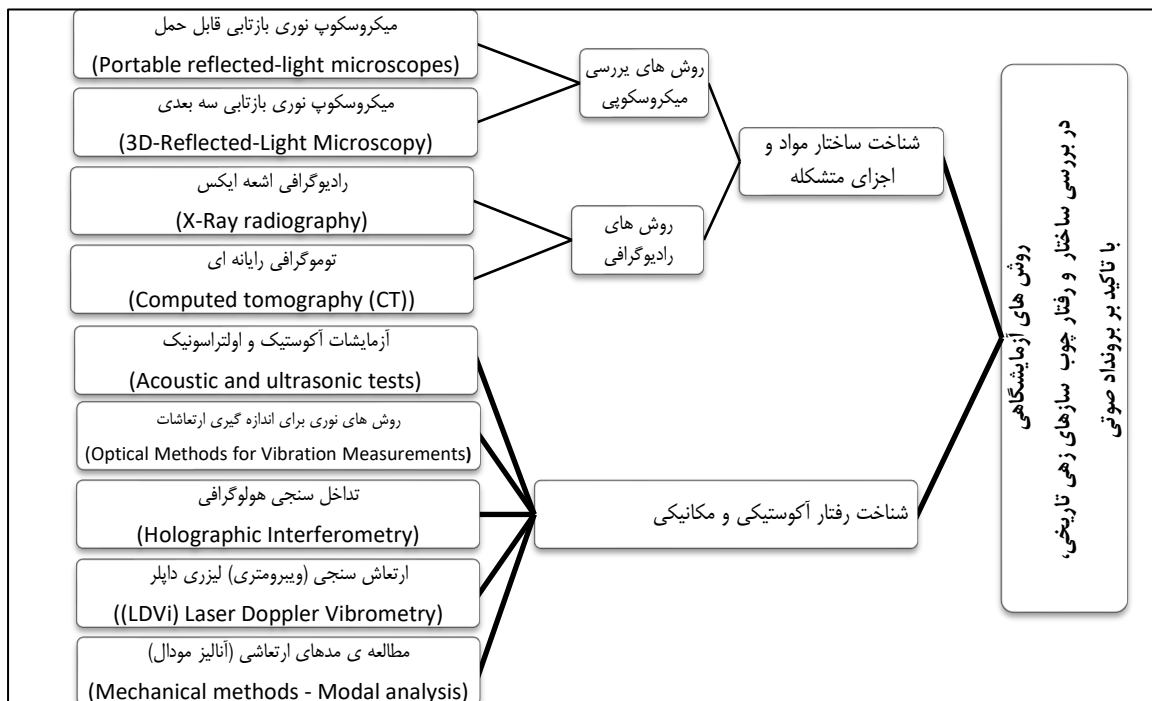 روش های آزمایشگاهی
در بررسی ساختار و رفتار چوب سازهای زهی تاریخی،
با تاکید بر برونداد صوتی
شناخت ساختار مواد و
اجزای متشکله
روش های یررسی
میکروسکوپی
میکروسکوپ نوری بازتابی قابل حمل
(Portable reflected-light microscopes)
میکروسکوپ نوری بازتابی سه بعدی
(3D-Reflected-Light Microscopy)
روش های
رادیوگرافی
رادیوگرافی اشعه ایکس
(X-Ray radiography)
توموگرافی رایانه ای
(Computed tomography (CT))
شناخت رفتار آکوستیکی و مکانیکی
آزمایشات آکوستیک و اولتراسونیک
(Acoustic and ultrasonic tests)
روش های نوری برای اندازه گیری ارتعاشات
(Optical Methods for Vibration Measurements)
تداخل سنجی هولوگرافی
(Holographic Interferometry)
ارتعاش سنجی (ویبرومتری) لیزری داپلر
((LDVi) Laser Doppler Vibrometry)
مطالعه ی مدهای ارتعاشی (آنالیز مودال)
(Mechanical methods - Modal analysis)